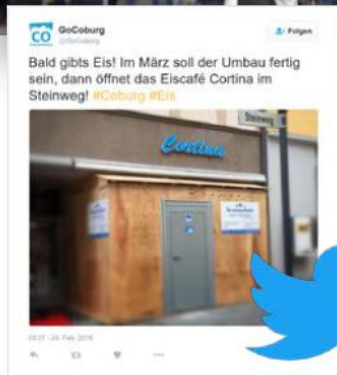 CO GoCoburg
@GoCoburg
Folgen
Bald gibts Eis! Im März soll der Umbau fertig
sein, dann öffnet das Eiscafé Cortina im
Steinweg! #Coburg #Eis
Steinweg
Cortina